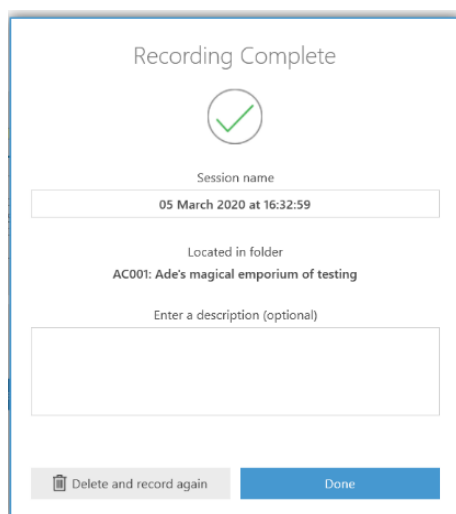 Recording Complete
Session name
05 March 2020 at 16:32:59
Located in folder
AC001: Ade's magical emporium of testing
Enter a description (optional)
Delete and record again
Done